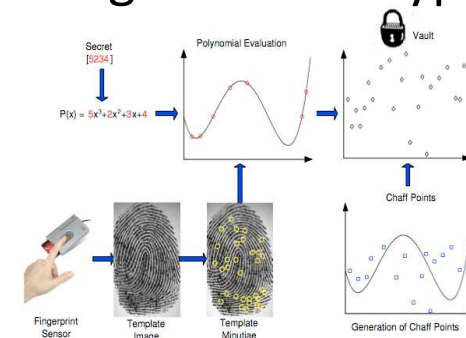 Secret
[5234]
P(x) = 5x³+2x²+3x+4
Polynomial Evaluation
Vault
Chaff Points
Fingerprint
Sensor
Template
Image
Template
Minutiae
Generation of Chaff Points